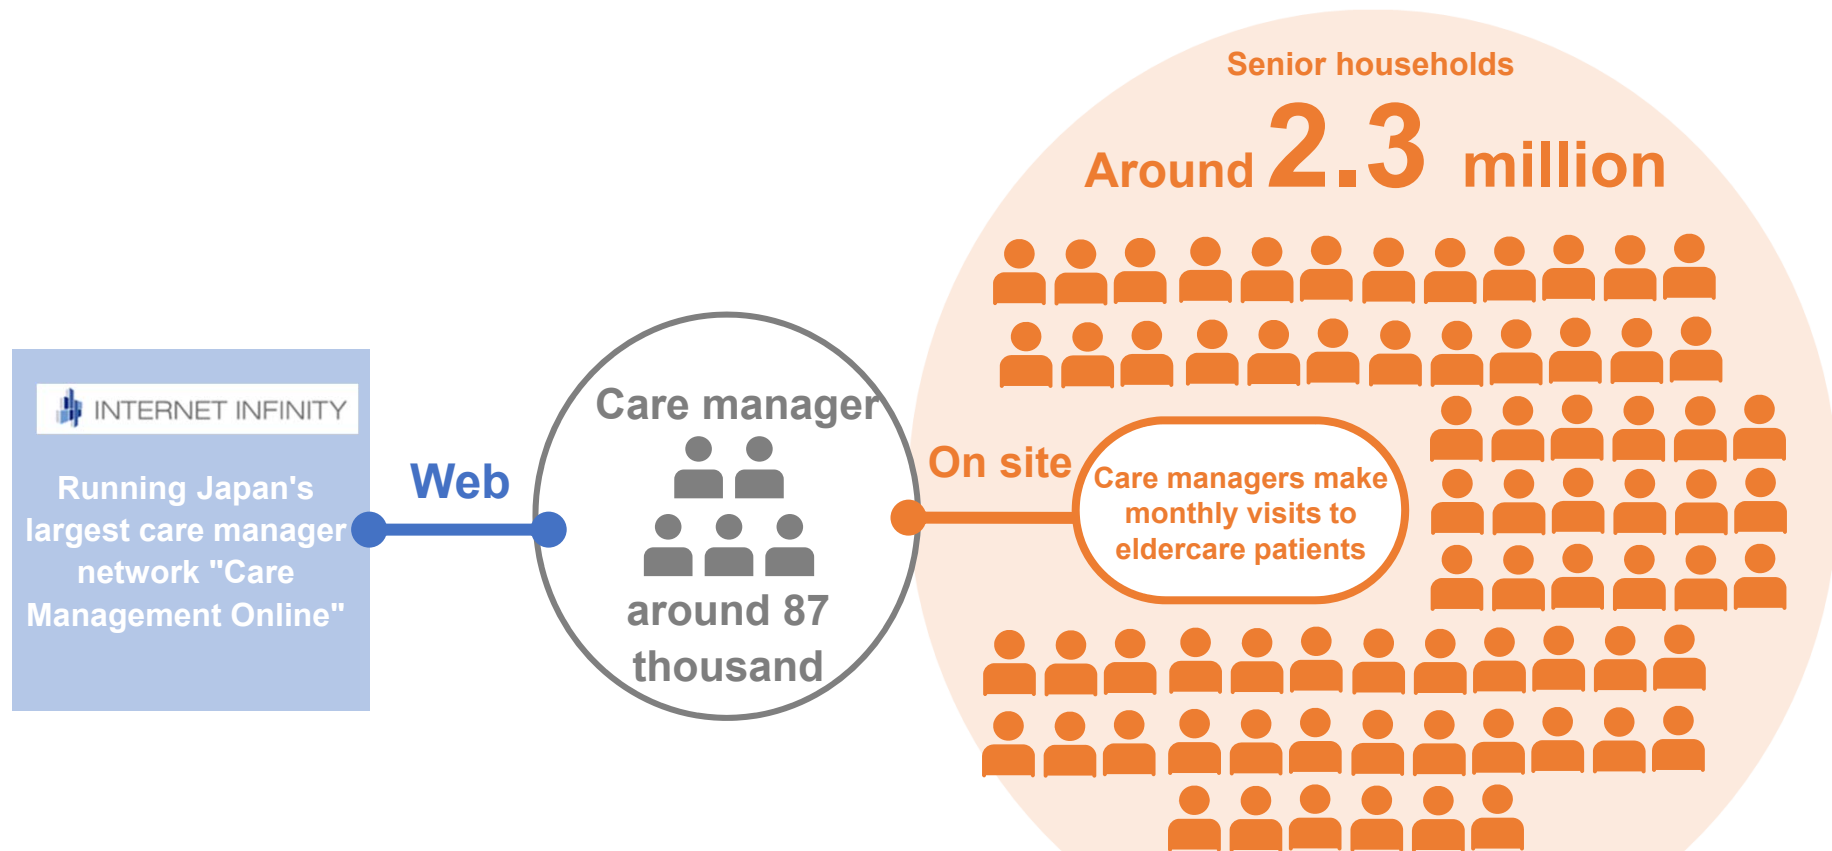 INTERNET INFINITY
Running Japan's
largest care manager
network "Care
Management Online"
Web
Care manager
around 87
thousand
On site
Care managers make
monthly visits to
eldercare patients
Senior households
Around 2.3 million